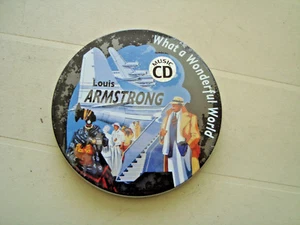 What a Wonderful World
MUSIC
CD
Louis
ARMSTRONG